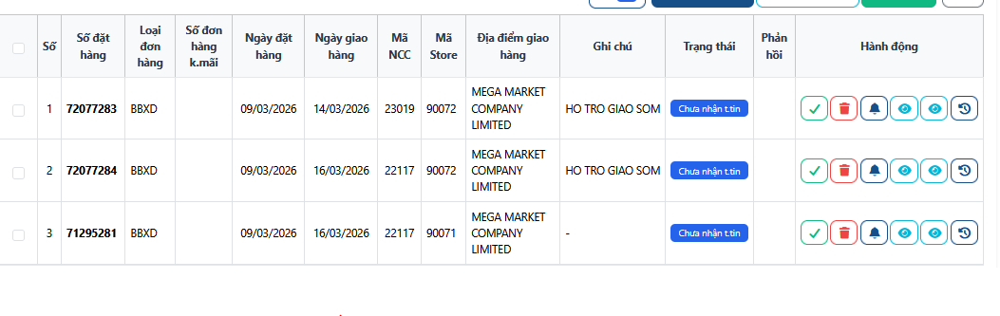 Số
Số đặt hàng
Loại đơn hàng
Số đơn hàng k.mãi
Ngày đặt hàng
Ngày giao hàng
Mã NCC
Mã Store
Địa điểm giao hàng
Ghi chú
Trạng thái
Phản hồi
Hành động
1 72077283 BBXD 09/03/2026 14/03/2026 23019 90072 MEGA MARKET COMPANY LIMITED HO TRO GIAO SOM Chưa nhận t.tin
2 72077284 BBXD 09/03/2026 16/03/2026 22117 90072 MEGA MARKET COMPANY LIMITED HO TRO GIAO SOM Chưa nhận t.tin
3 71295281 BBXD 09/03/2026 16/03/2026 22117 90071 MEGA MARKET COMPANY LIMITED - Chưa nhận t.tin